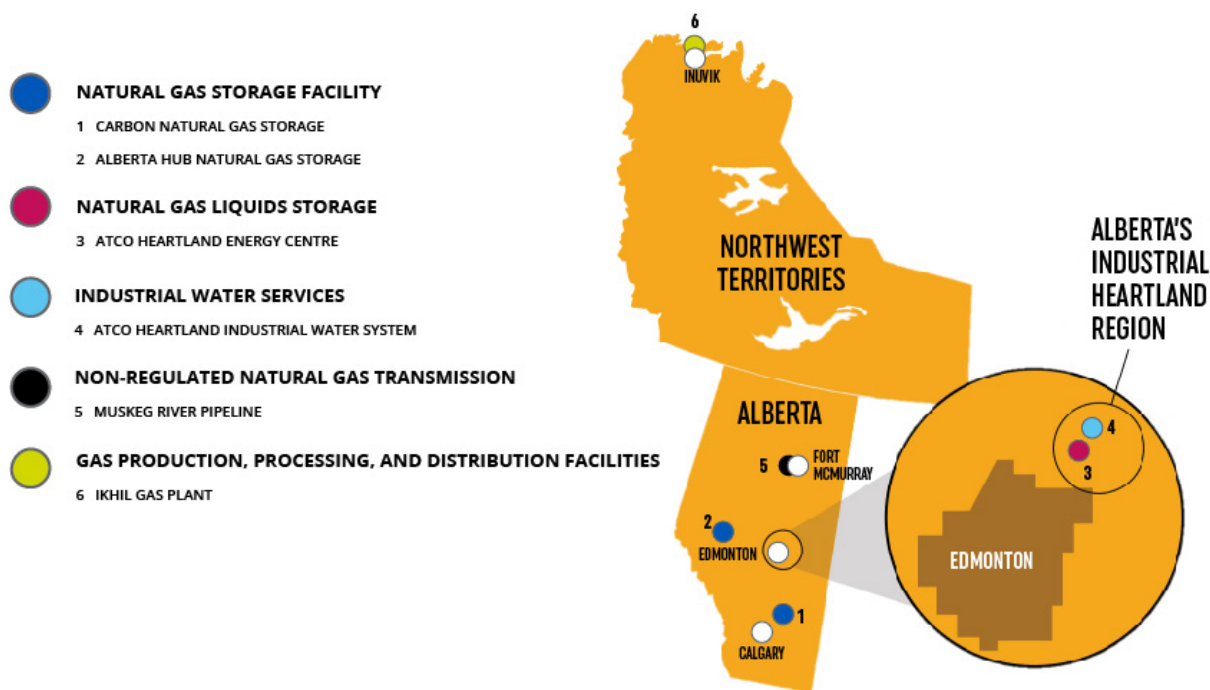 NATURAL GAS STORAGE FACILITY
1 CARBON NATURAL GAS STORAGE
2 ALBERTA HUB NATURAL GAS STORAGE
NATURAL GAS LIQUIDS STORAGE
3 ATCO HEARTLAND ENERGY CENTRE
INDUSTRIAL WATER SERVICES
4 ATCO HEARTLAND INDUSTRIAL WATER SYSTEM
NON-REGULATED NATURAL GAS TRANSMISSION
5 MUSKEG RIVER PIPELINE
GAS PRODUCTION, PROCESSING, AND DISTRIBUTION FACILITIES
6 IKHIL GAS PLANT
6
INUVIK
NORTHWEST
TERRITORIES
ALBERTA
5
FORT
MCMURRAY
2
EDMONTON
1
CALGARY
ALBERTA'S
INDUSTRIAL
HEARTLAND
REGION
4
3
EDMONTON